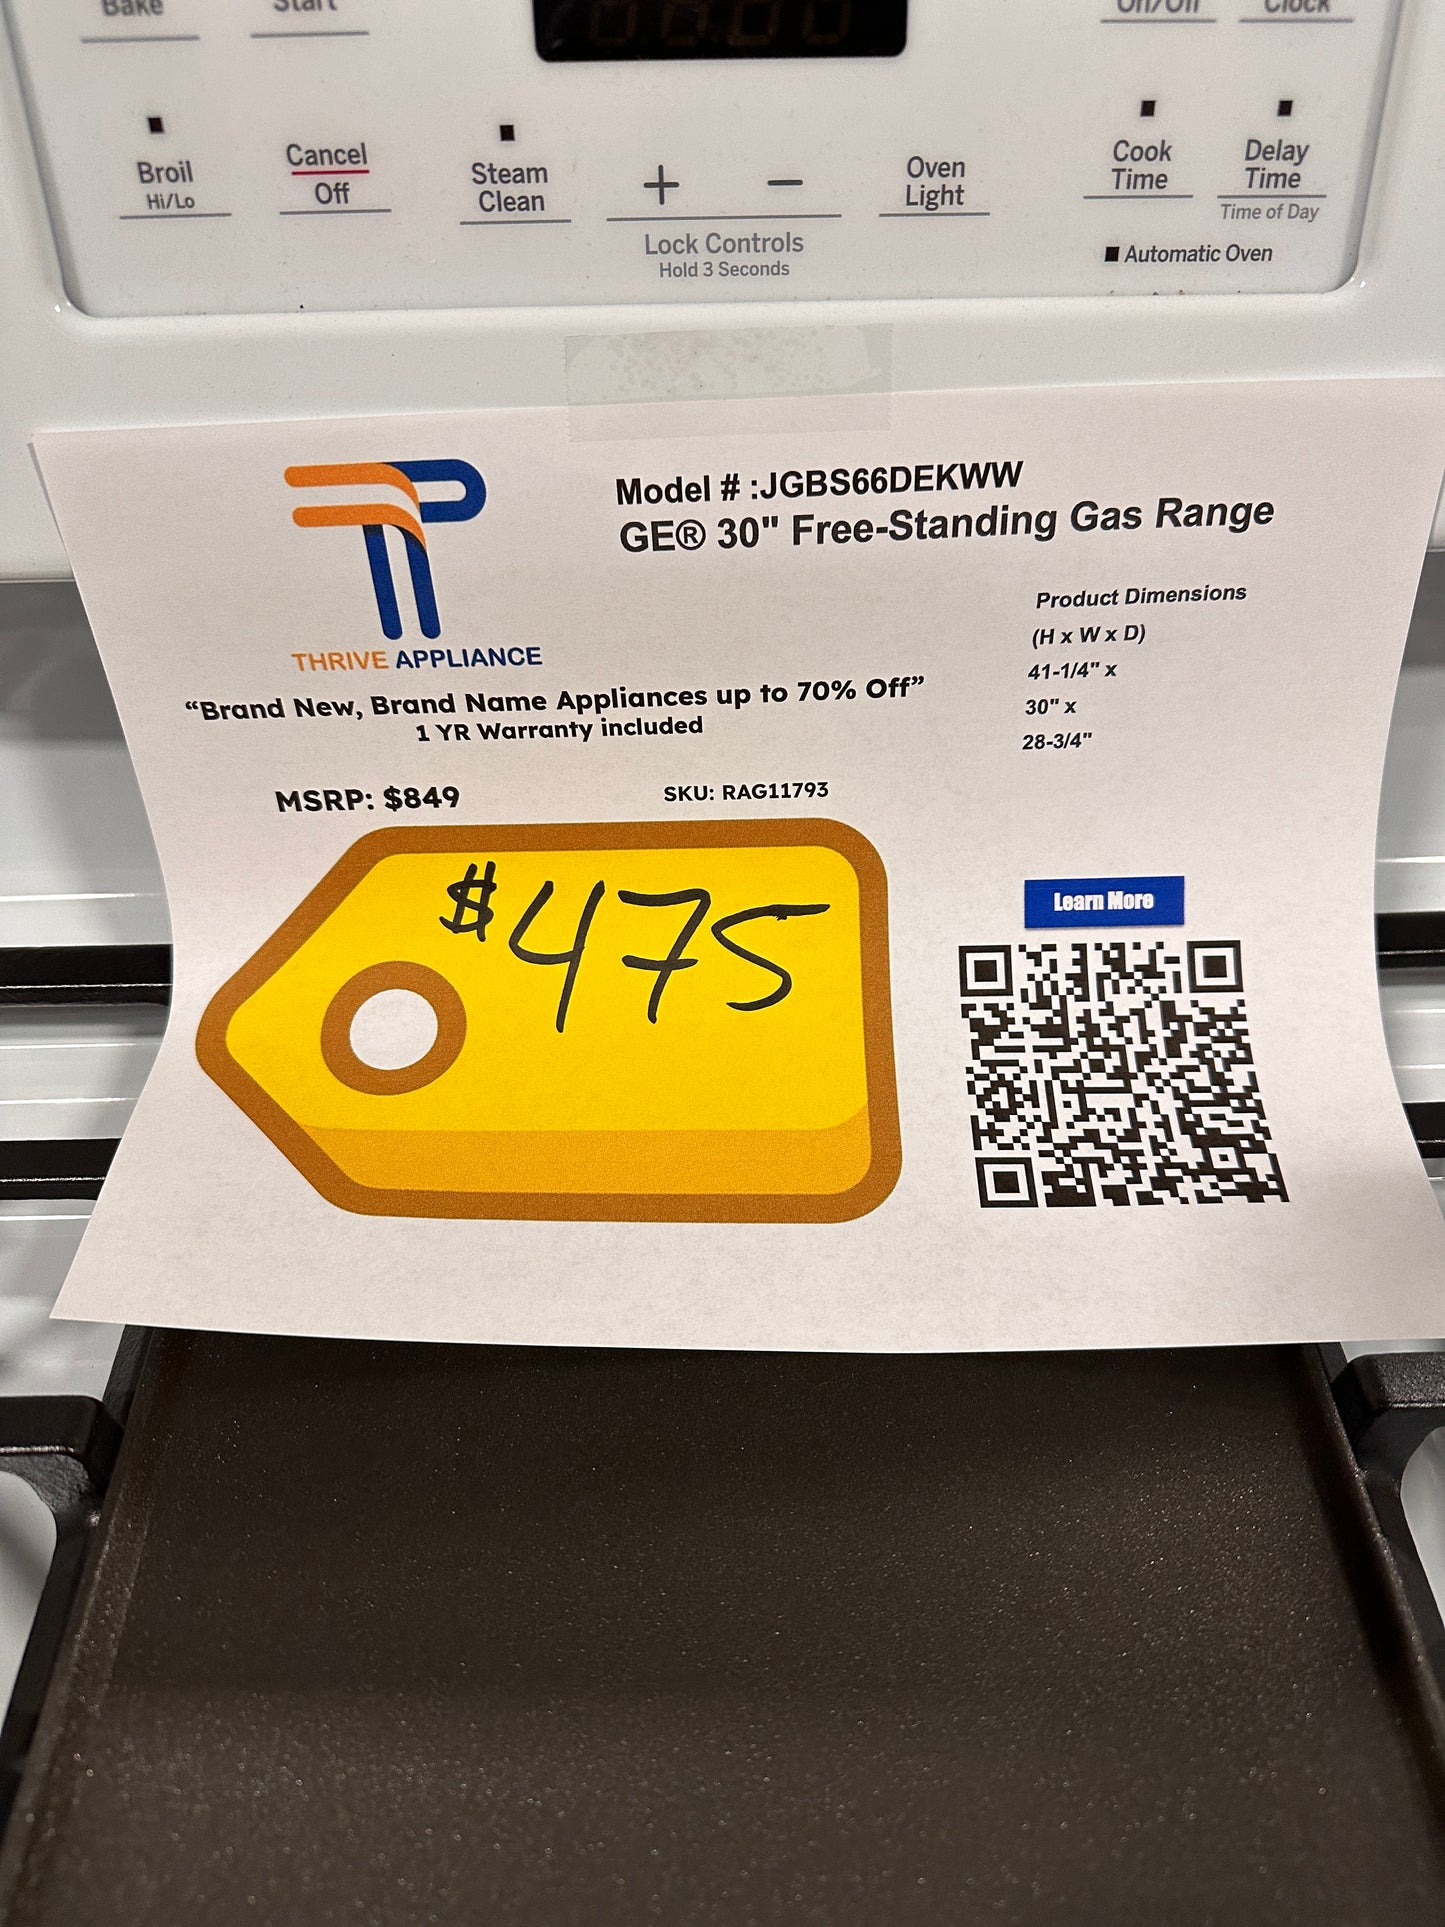 Bake
Start
On/Off
Clock
Broil
Hi/Lo
Cancel
Off
Steam
Clean
+
−
Lock Controls
Hold 3 Seconds
Oven
Light
Cook
Time
Delay
Time
Time of Day
Automatic Oven
THRIVE APPLIANCE
Model # :JGBS66DEKWW
GE® 30" Free-Standing Gas Range
“Brand New, Brand Name Appliances up to 70% Off”
1 YR Warranty included
Product Dimensions
(H x W x D)
41-1/4" x
30" x
28-3/4"
MSRP: $849
SKU: RAG11793
$475
Learn More